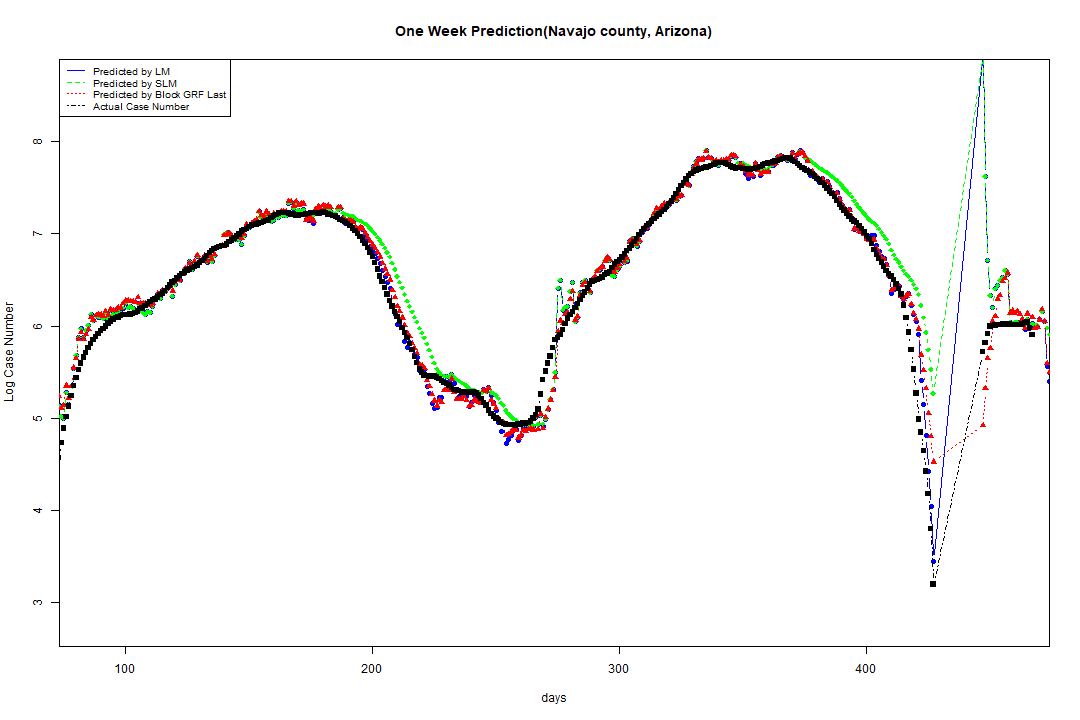 One Week Prediction(Navajo county, Arizona)
Predicted by LM
Predicted by SLM
Predicted by Block GRF Last
Actual Case Number
8
7
6
5
4
3
Log Case Number
100 200 300 400
days